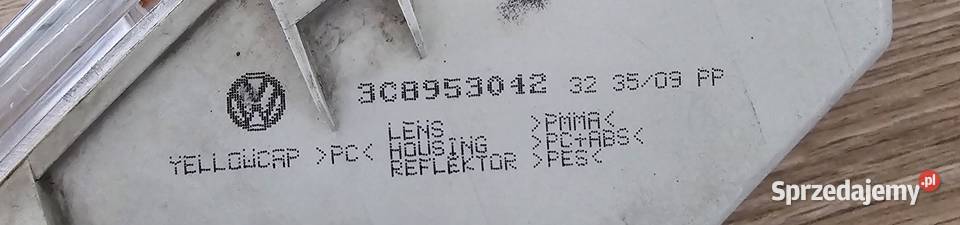 3C8953042 32 35/09 PP
LENS >PMMA<
HOUSING >PC+ABS<
YELLOWCAP >PC< REFLEKTOR >PES<
Sprzedajemy.pl